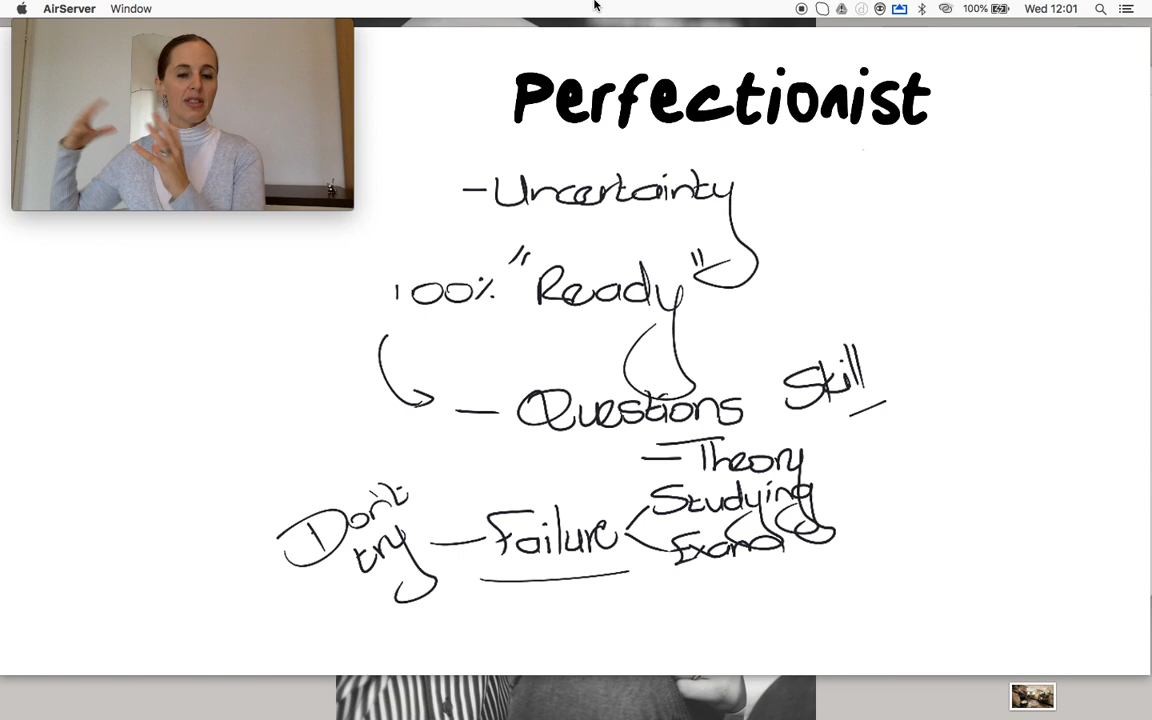 AirServer Window 100% Wed 12:01
Perfectionist
- Uncertainty
100% "Ready"
- Questions Skill
= Theory
Don't try - Failure
Studying
Exam